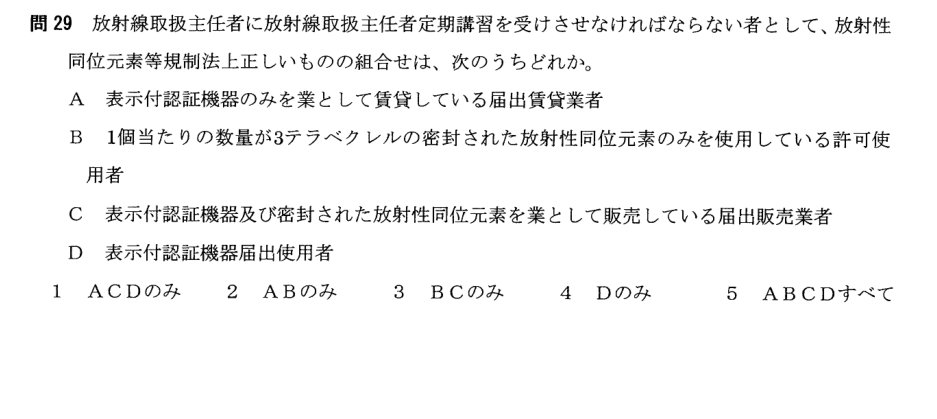 問29 放射線取扱主任者に放射線取扱主任者定期講習を受けさせなければならない者として、放射性
同位元素等規制法上正しいものの組合せは、次のうちどれか。
A 表示付認証機器のみを業として賃貸している届出賃貸業者
B 1個当たりの数量が3テラベクレルの密封された放射性同位元素のみを使用している許可使
用者
C 表示付認証機器及び密封された放射性同位元素を業として販売している届出販売業者
D 表示付認証機器届出使用者
1 ACDのみ 2 ABのみ 3 BCのみ 4 Dのみ 5 ABCDすべて